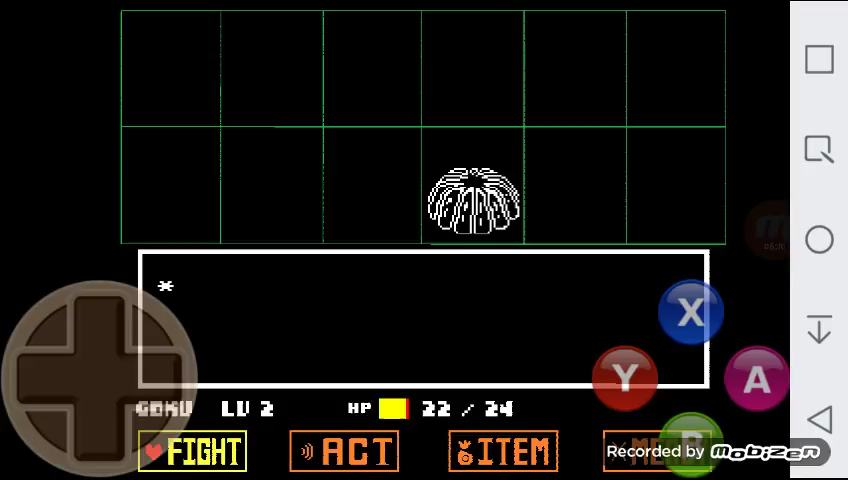 *
GOKU LV 2 HP 22 / 24
FIGHT ACT ITEM
X
Y
A
B
Recorded by mobizen